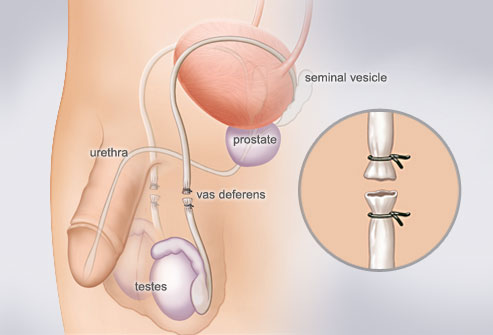 seminal vesicle
prostate
urethra
vas deferens
testes